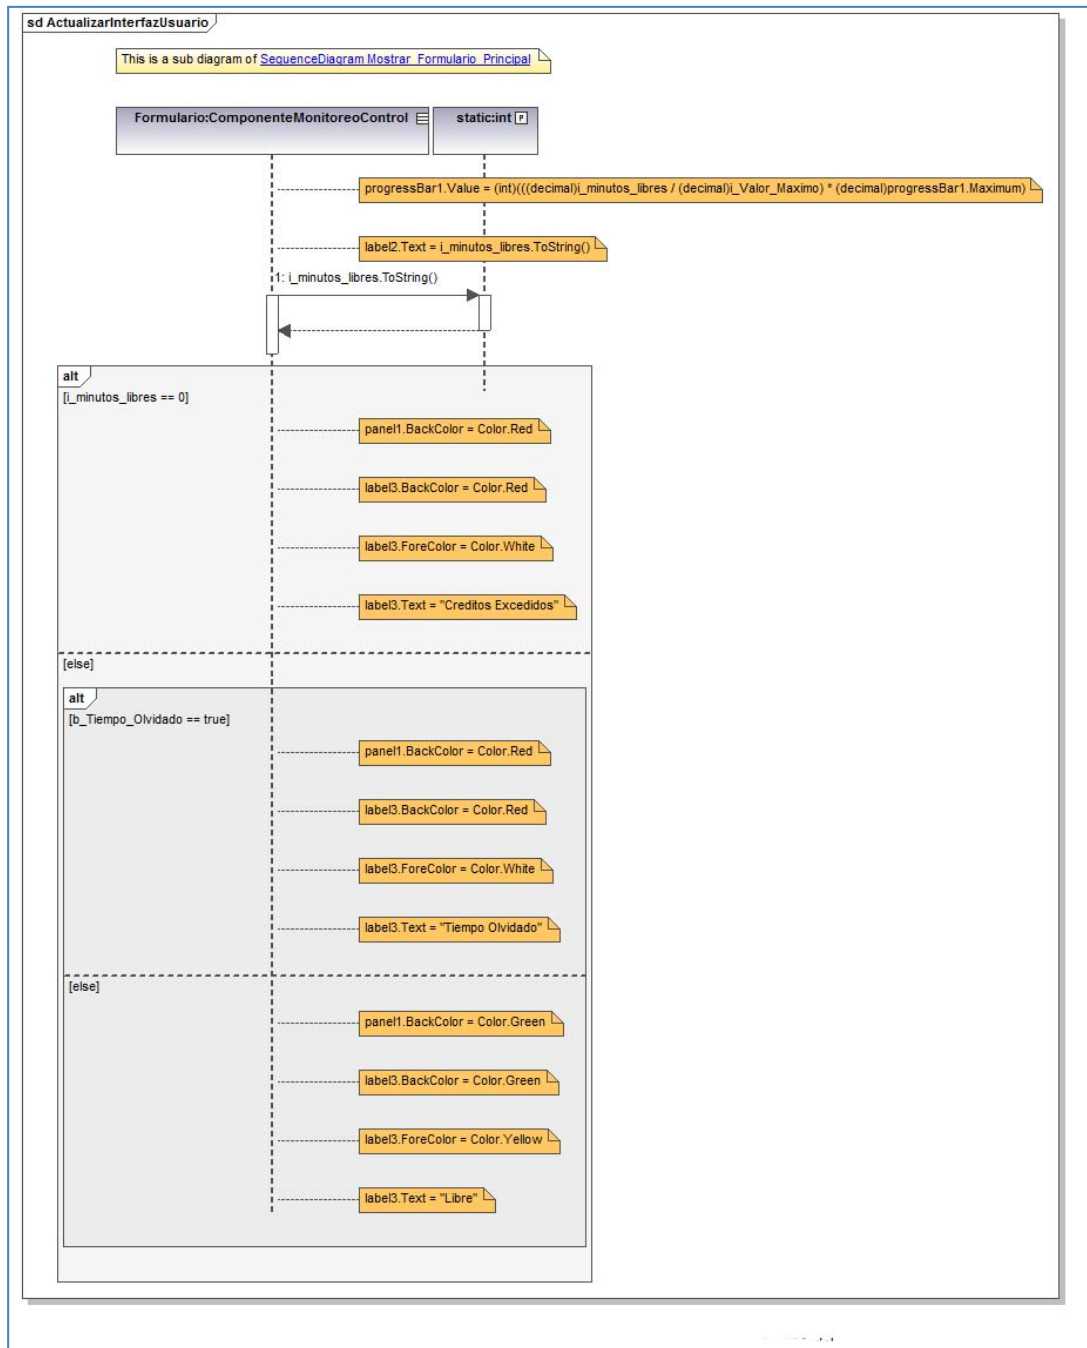 sd ActualizarInterfazUsuario
This is a sub diagram of SequenceDiagram Mostrar_Formulario_Principal
Formulario:ComponenteMonitoreoControl
static:int
progressBar1.Value = (int)(((decimal)i_minutos_libres / (decimal)i_Valor_Maximo) * (decimal)progressBar1.Maximum)
label2.Text = i_minutos_libres.ToString()
1: i_minutos_libres.ToString()
alt
[i_minutos_libres == 0]
panel1.BackColor = Color.Red
label3.BackColor = Color.Red
label3.ForeColor = Color.White
label3.Text = "Creditos Excedidos"
[else]
alt
[b_Tiempo_Olvidado == true]
panel1.BackColor = Color.Red
label3.BackColor = Color.Red
label3.ForeColor = Color.White
label3.Text = "Tiempo Olvidado"
[else]
panel1.BackColor = Color.Green
label3.BackColor = Color.Green
label3.ForeColor = Color.Yellow
label3.Text = "Libre"